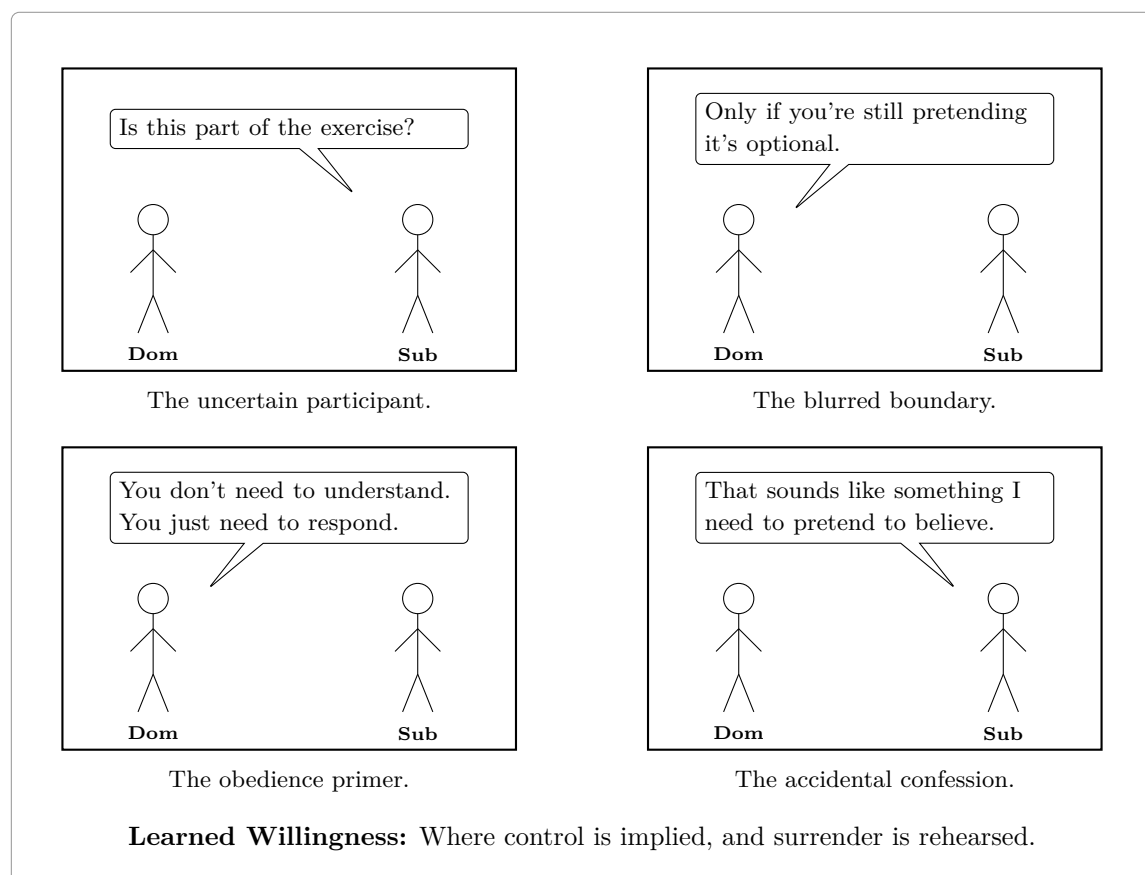 Is this part of the exercise?
Dom
Sub
The uncertain participant.
Only if you're still pretending
it's optional.
Dom
Sub
The blurred boundary.
You don't need to understand.
You just need to respond.
Dom
Sub
The obedience primer.
That sounds like something I
need to pretend to believe.
Dom
Sub
The accidental confession.
Learned Willingness: Where control is implied, and surrender is rehearsed.